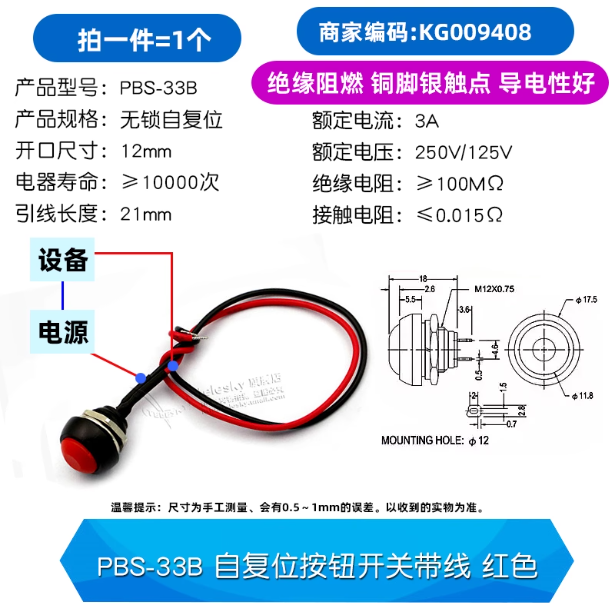 拍一件=1个
商家编码:KG009408
绝缘阻燃 铜脚银触点 导电性好
产品型号: PBS-33B
产品规格: 无锁自复位
开口尺寸: 12mm
电器寿命: ≥10000次
引线长度: 21mm
额定电流: 3A
额定电压: 250V/125V
绝缘电阻: ≥100MΩ
接触电阻: ≤0.015Ω
设备
电源
18
2.6
5.5
M12X0.75
3.6
4.6
0.5
φ17.5
φ11.8
2
1.5
2.8
0.7
MOUNTING HOLE: φ12
温馨提示: 尺寸为手工测量、会有0.5~1mm的误差。以收到的实物为准。
PBS-33B 自复位按钮开关带线 红色